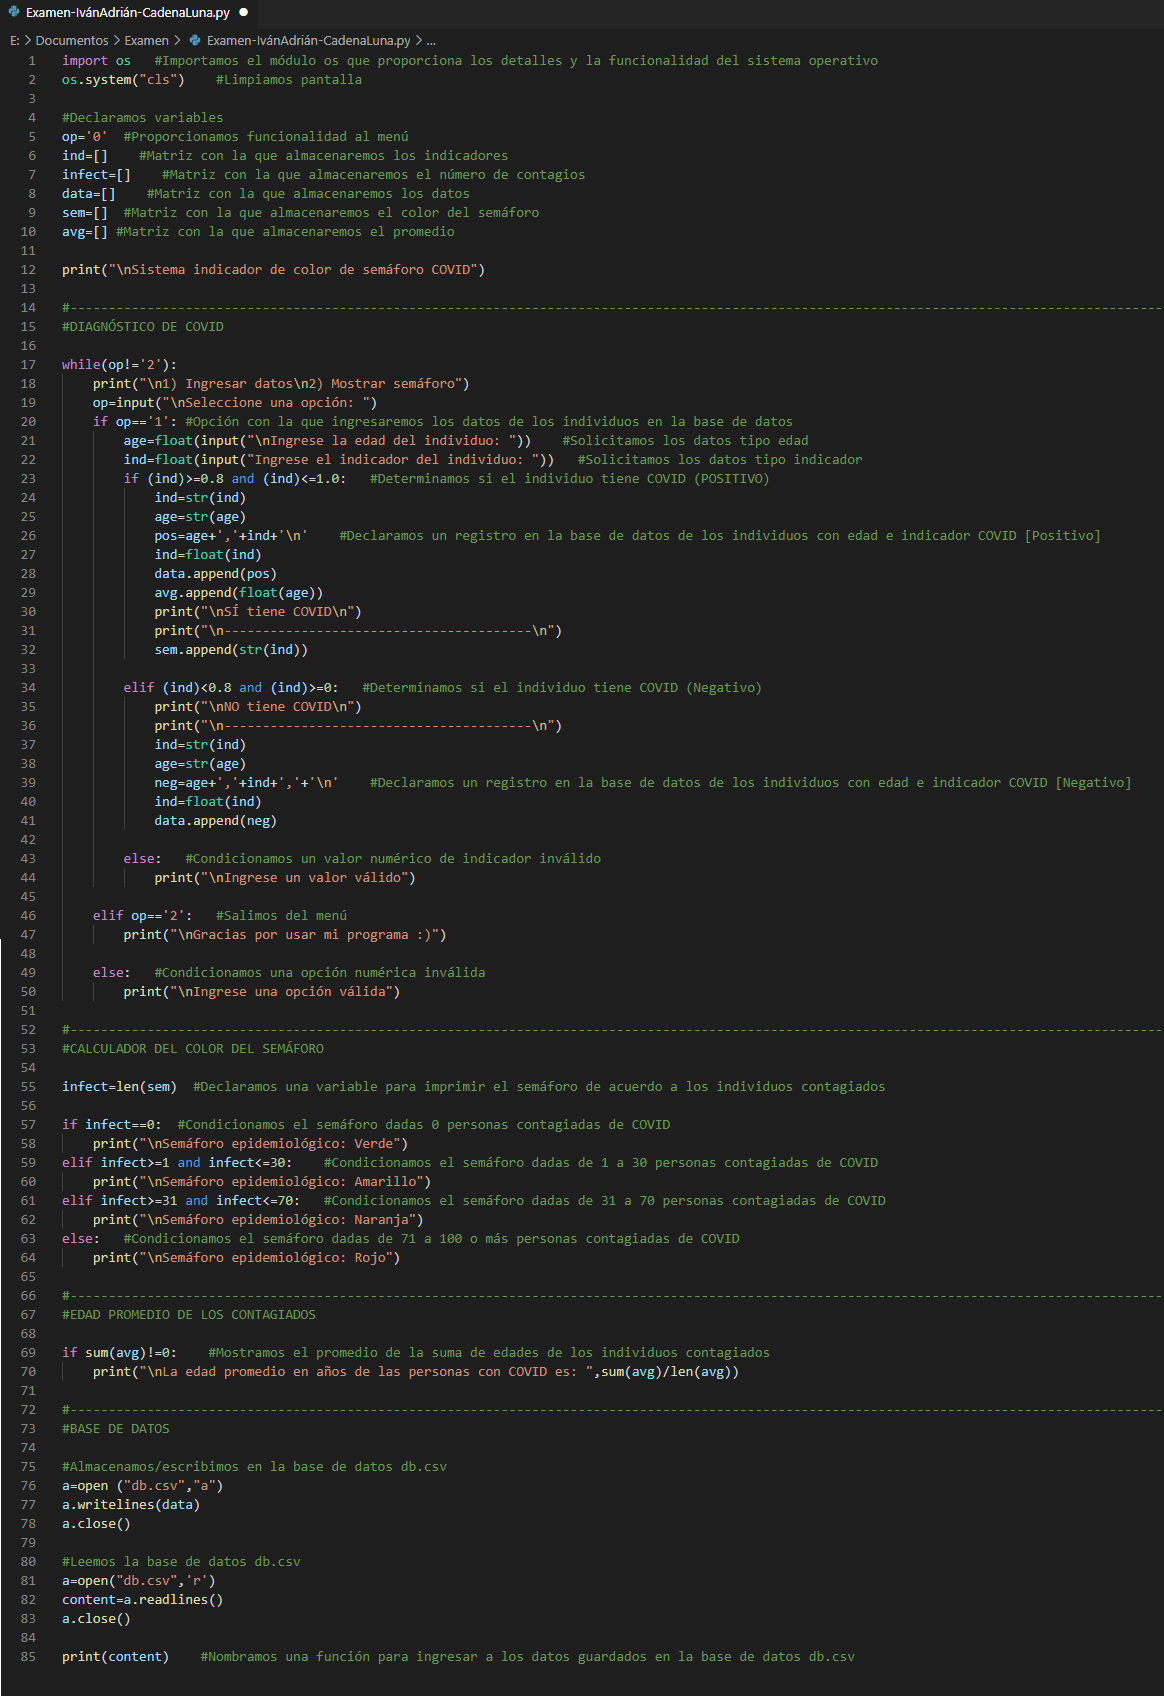 Examen-IvánAdrián-CadenaLuna.py ●
E: > Documentos > Examen > Examen-IvánAdrián-CadenaLuna.py > ...
1 import os   #Importamos el módulo os que proporciona los detalles y la funcionalidad del sistema operativo
2 os.system("cls")    #Limpiamos pantalla
3
4 #Declaramos variables
5 op='0'  #Proporcionamos funcionalidad al menú
6 ind=[]    #Matriz con la que almacenaremos los indicadores
7 infect=[]    #Matriz con la que almacenaremos el número de contagios
8 data=[]    #Matriz con la que almacenaremos los datos
9 sem=[]  #Matriz con la que almacenaremos el color del semáforo
10 avg=[] #Matriz con la que almacenaremos el promedio
11
12 print("\nSistema indicador de color de semáforo COVID")
13
14 #----------------------------------------------------------------------------------------------------------------------------------------------
15 #DIAGNÓSTICO DE COVID
16
17 while(op!='2'):
18     print("\n1) Ingresar datos\n2) Mostrar semáforo")
19     op=input("\nSeleccione una opción: ")
20     if op=='1': #Opción con la que ingresaremos los datos de los individuos en la base de datos
21         age=float(input("\nIngrese la edad del individuo: "))    #Solicitamos los datos tipo edad
22         ind=float(input("Ingrese el indicador del individuo: "))   #Solicitamos los datos tipo indicador
23         if (ind)>=0.8 and (ind)<=1.0:   #Determinamos si el individuo tiene COVID (POSITIVO)
24             ind=str(ind)
25             age=str(age)
26             pos=age+','+ind+'\n'    #Declaramos un registro en la base de datos de los individuos con edad e indicador COVID [Positivo]
27             ind=float(ind)
28             data.append(pos)
29             avg.append(float(age))
30             print("\nSÍ tiene COVID\n")
31             print("\n----------------------------------------\n")
32             sem.append(str(ind))
33
34         elif (ind)<0.8 and (ind)>=0:   #Determinamos si el individuo tiene COVID (Negativo)
35             print("\nNO tiene COVID\n")
36             print("\n----------------------------------------\n")
37             ind=str(ind)
38             age=str(age)
39             neg=age+','+ind+','+'\n'    #Declaramos un registro en la base de datos de los individuos con edad e indicador COVID [Negativo]
40             ind=float(ind)
41             data.append(neg)
42
43         else:   #Condicionamos un valor numérico de indicador inválido
44             print("\nIngrese un valor válido")
45
46     elif op=='2':   #Salimos del menú
47         print("\nGracias por usar mi programa :)")
48
49     else:   #Condicionamos una opción numérica inválida
50         print("\nIngrese una opción válida")
51
52 #----------------------------------------------------------------------------------------------------------------------------------------------
53 #CALCULADOR DEL COLOR DEL SEMÁFORO
54
55 infect=len(sem)  #Declaramos una variable para imprimir el semáforo de acuerdo a los individuos contagiados
56
57 if infect==0:  #Condicionamos el semáforo dadas 0 personas contagiadas de COVID
58     print("\nSemáforo epidemiológico: Verde")
59 elif infect>=1 and infect<=30:    #Condicionamos el semáforo dadas de 1 a 30 personas contagiadas de COVID
60     print("\nSemáforo epidemiológico: Amarillo")
61 elif infect>=31 and infect<=70:   #Condicionamos el semáforo dadas de 31 a 70 personas contagiadas de COVID
62     print("\nSemáforo epidemiológico: Naranja")
63 else:   #Condicionamos el semáforo dadas de 71 a 100 o más personas contagiadas de COVID
64     print("\nSemáforo epidemiológico: Rojo")
65
66 #----------------------------------------------------------------------------------------------------------------------------------------------
67 #EDAD PROMEDIO DE LOS CONTAGIADOS
68
69 if sum(avg)!=0:    #Mostramos el promedio de la suma de edades de los individuos contagiados
70     print("\nLa edad promedio en años de las personas con COVID es: ",sum(avg)/len(avg))
71
72 #----------------------------------------------------------------------------------------------------------------------------------------------
73 #BASE DE DATOS
74
75 #Almacenamos/escribimos en la base de datos db.csv
76 a=open ("db.csv","a")
77 a.writelines(data)
78 a.close()
79
80 #Leemos la base de datos db.csv
81 a=open("db.csv",'r')
82 content=a.readlines()
83 a.close()
84
85 print(content)    #Nombramos una función para ingresar a los datos guardados en la base de datos db.csv